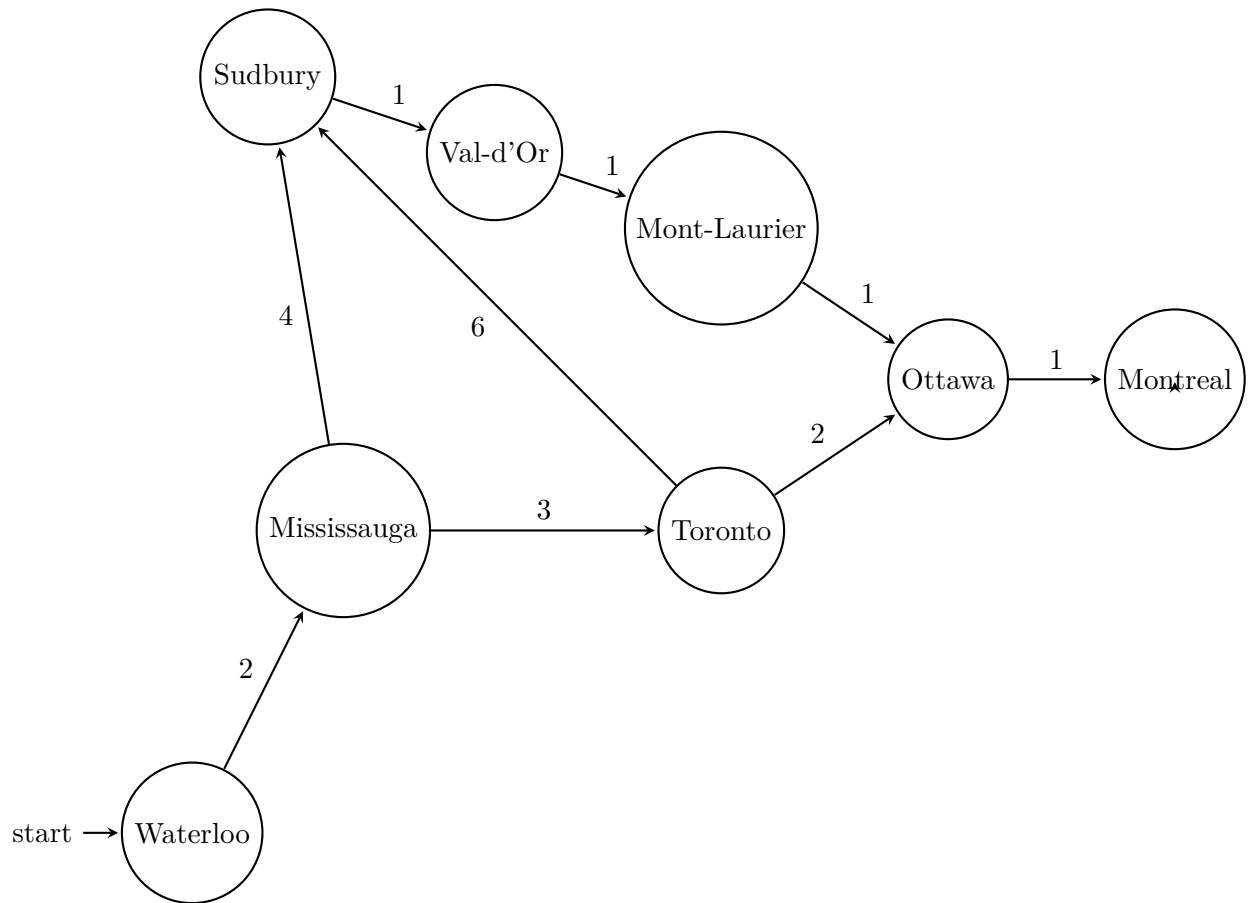 Sudbury
1
Val-d'Or
1
Mont-Laurier
1
4
6
Ottawa
1
Montreal
2
Mississauga
3
Toronto
2
start
Waterloo